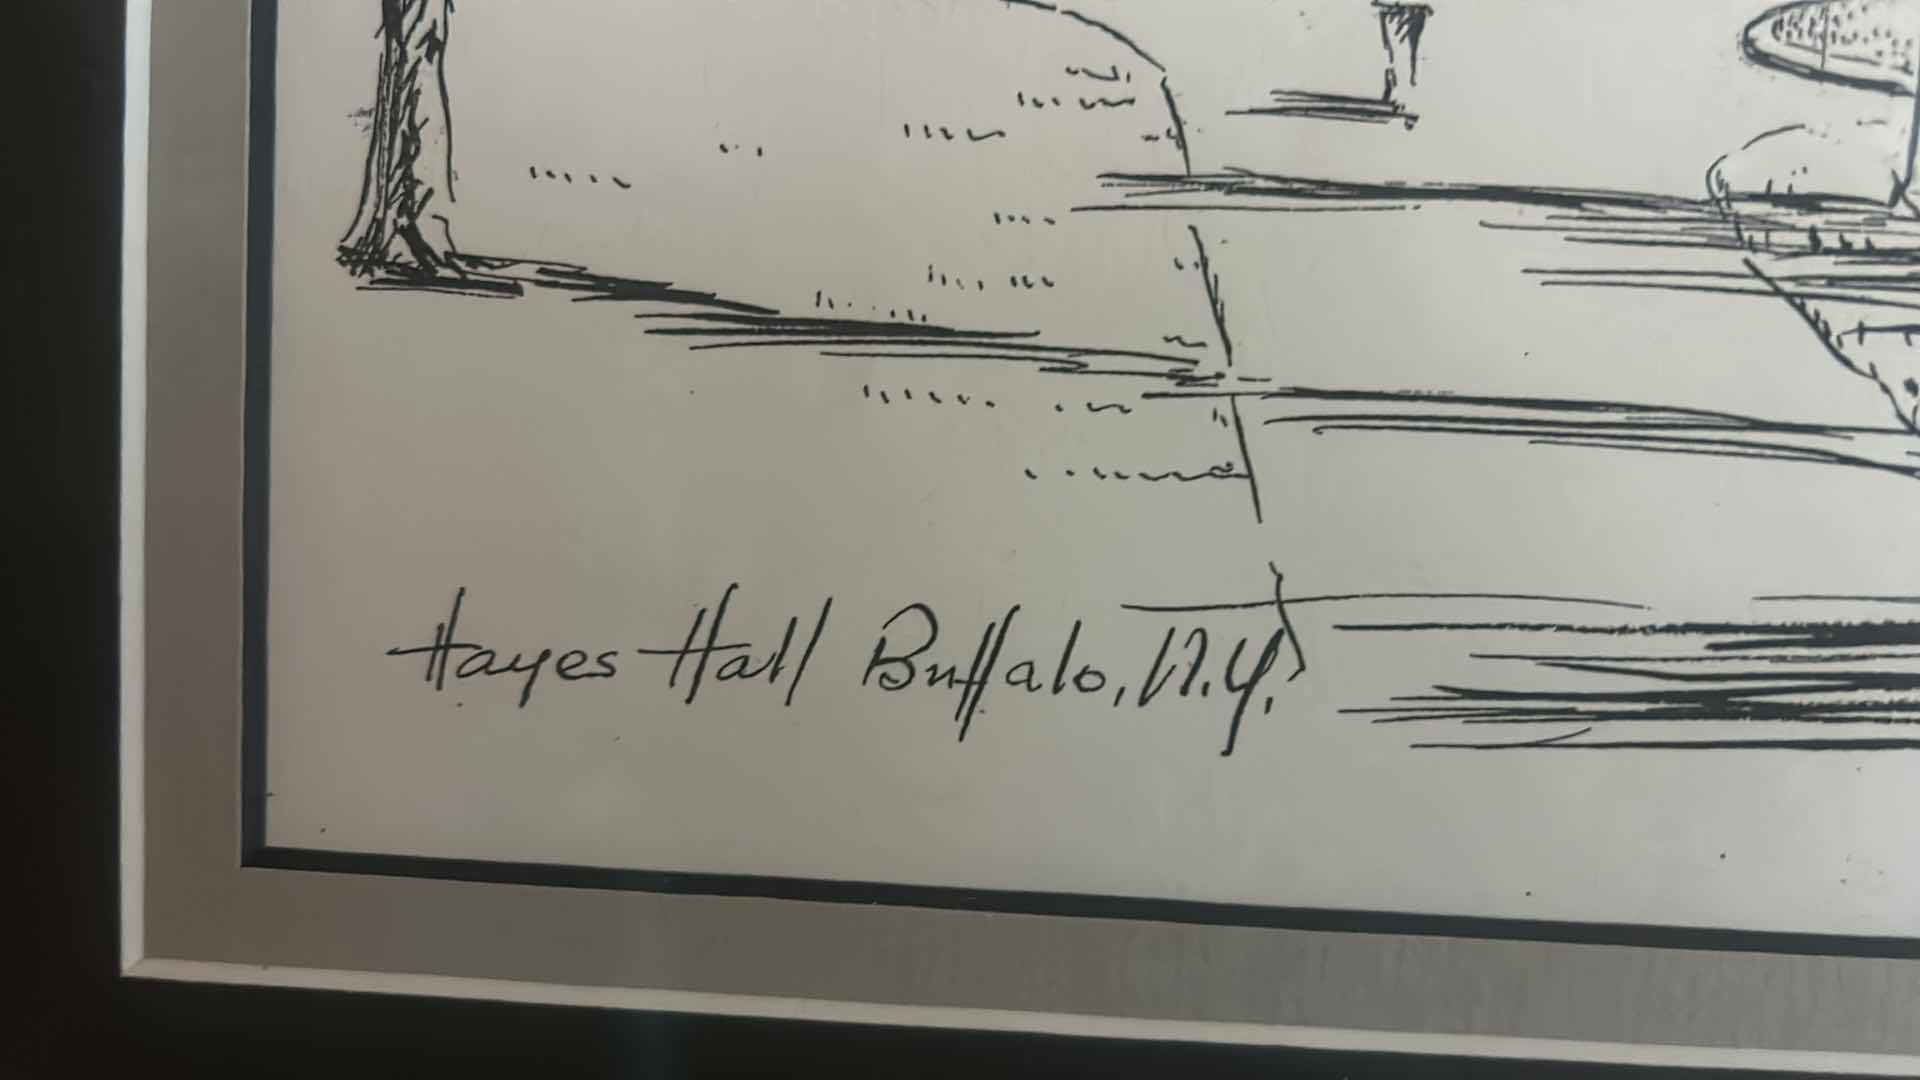 Hayes Hall Buffalo, N.Y.